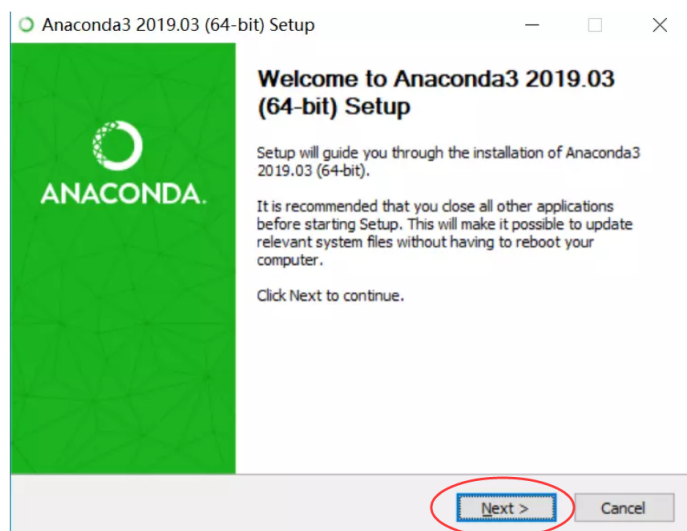 Anaconda3 2019.03 (64-bit) Setup
Welcome to Anaconda3 2019.03
(64-bit) Setup
Setup will guide you through the installation of Anaconda3
2019.03 (64-bit).
ANACONDA.
It is recommended that you close all other applications
before starting Setup. This will make it possible to update
relevant system files without having to reboot your
computer.
Click Next to continue.
Next >
Cancel